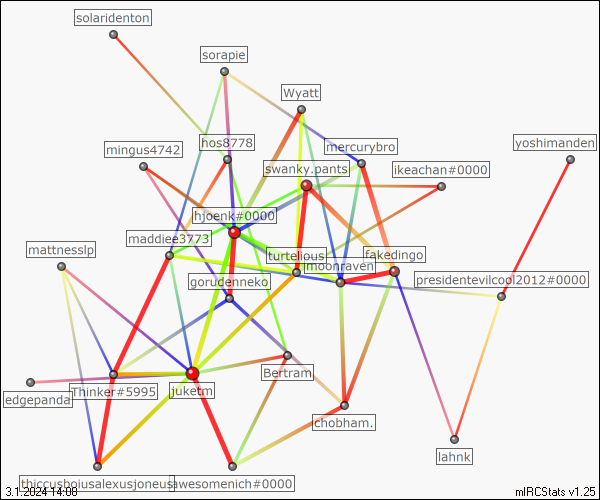 solaridenton
sorapie
Wyatt
hos8778
mercurybro
yoshimanden
mingus4742
swanky.pants
ikeachan#0000
hjoenk#0000
maddiee3773
mattnesslp
turtelious
fakedingo
moonraven
gorudenneko
presidentevilcool2012#0000
Bertram
Thinker#5995
juketm
edgepanda
chobham.
lahnk
thiccusboiusalexusjoneus
awesomenich#0000
3.1.2024 14:08
mIRCStats v1.25